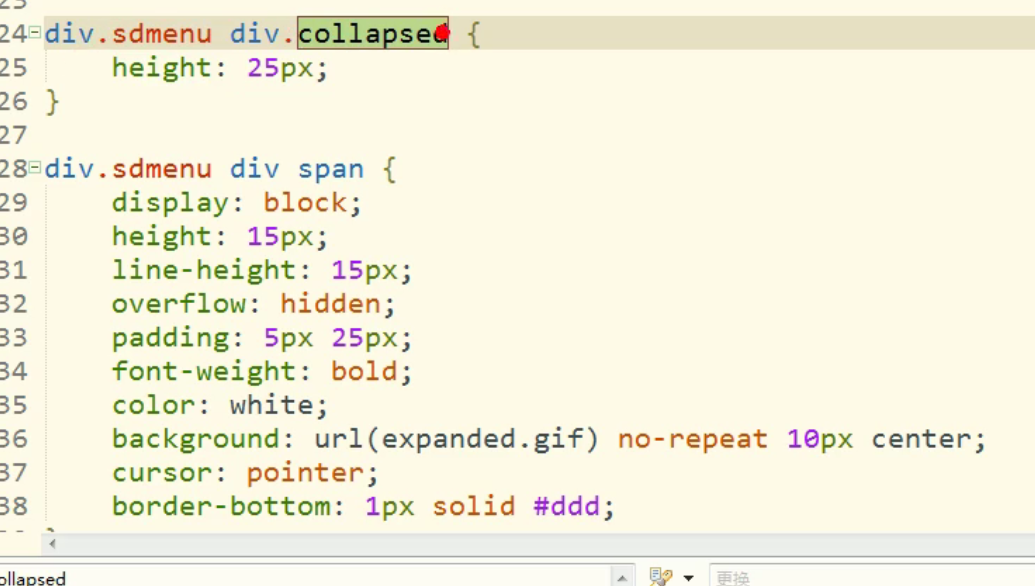 24 div.sdmenu div.collapsed {
25 height: 25px;
26 }
27
28 div.sdmenu div span {
29 display: block;
30 height: 15px;
31 line-height: 15px;
32 overflow: hidden;
33 padding: 5px 25px;
34 font-weight: bold;
35 color: white;
36 background: url(expanded.gif) no-repeat 10px center;
37 cursor: pointer;
38 border-bottom: 1px solid #ddd;
ollapsed 更换